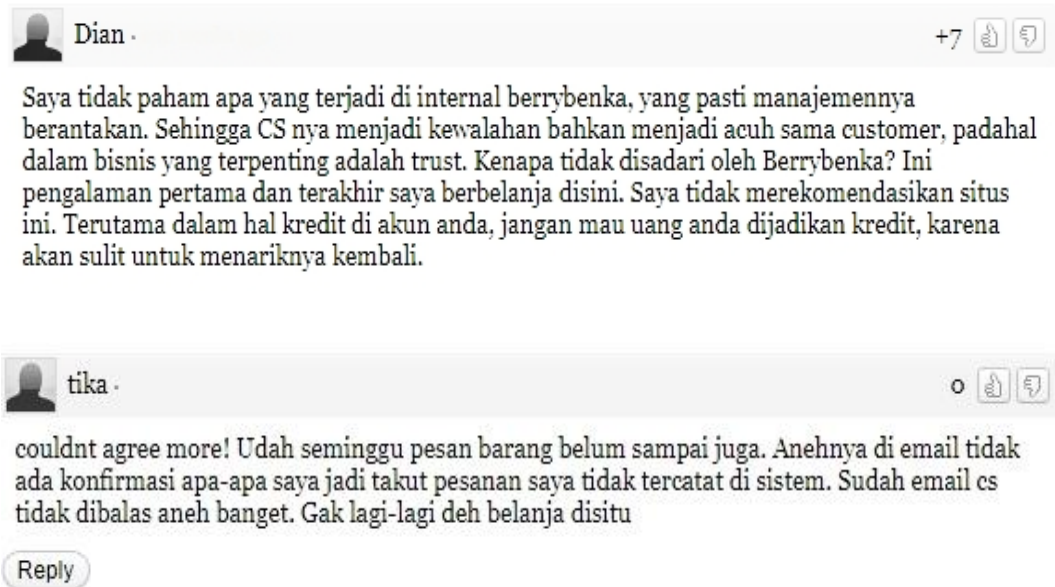 Dian ·
+7
Saya tidak paham apa yang terjadi di internal berrybenka, yang pasti manajemennya
berantakan. Sehingga CS nya menjadi kewalahan bahkan menjadi acuh sama customer, padahal
dalam bisnis yang terpenting adalah trust. Kenapa tidak disadari oleh Berrybenka? Ini
pengalaman pertama dan terakhir saya berbelanja disini. Saya tidak merekomendasikan situs
ini. Terutama dalam hal kredit di akun anda, jangan mau uang anda dijadikan kredit, karena
akan sulit untuk menariknya kembali.
tika ·
0
couldnt agree more! Udah seminggu pesan barang belum sampai juga. Anehnya di email tidak
ada konfirmasi apa-apa saya jadi takut pesanan saya tidak tercatat di sistem. Sudah email cs
tidak dibalas aneh banget. Gak lagi-lagi deh belanja disitu
Reply